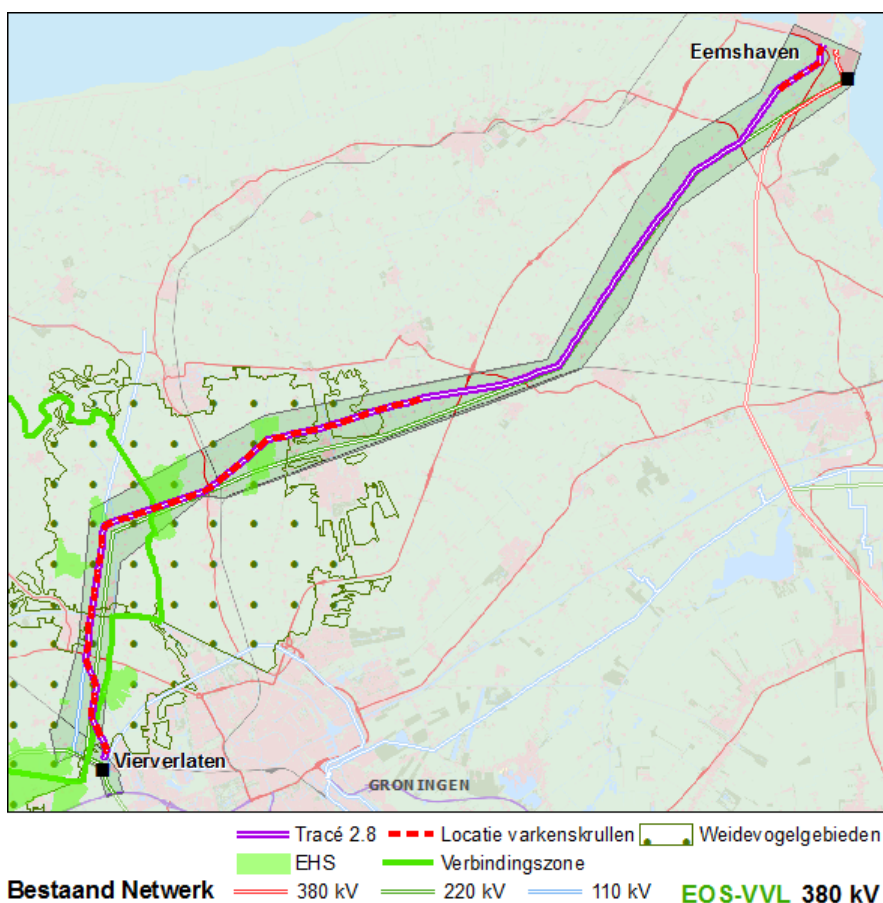 Eemshaven
Vierverlaten
GRONINGEN
Tracé 2.8 Locatie varkenskrullen Weidevogelgebieden
EHS Verbindingszone
Bestaand Netwerk 380 kV 220 kV 110 kV EOS-VVL 380 kV